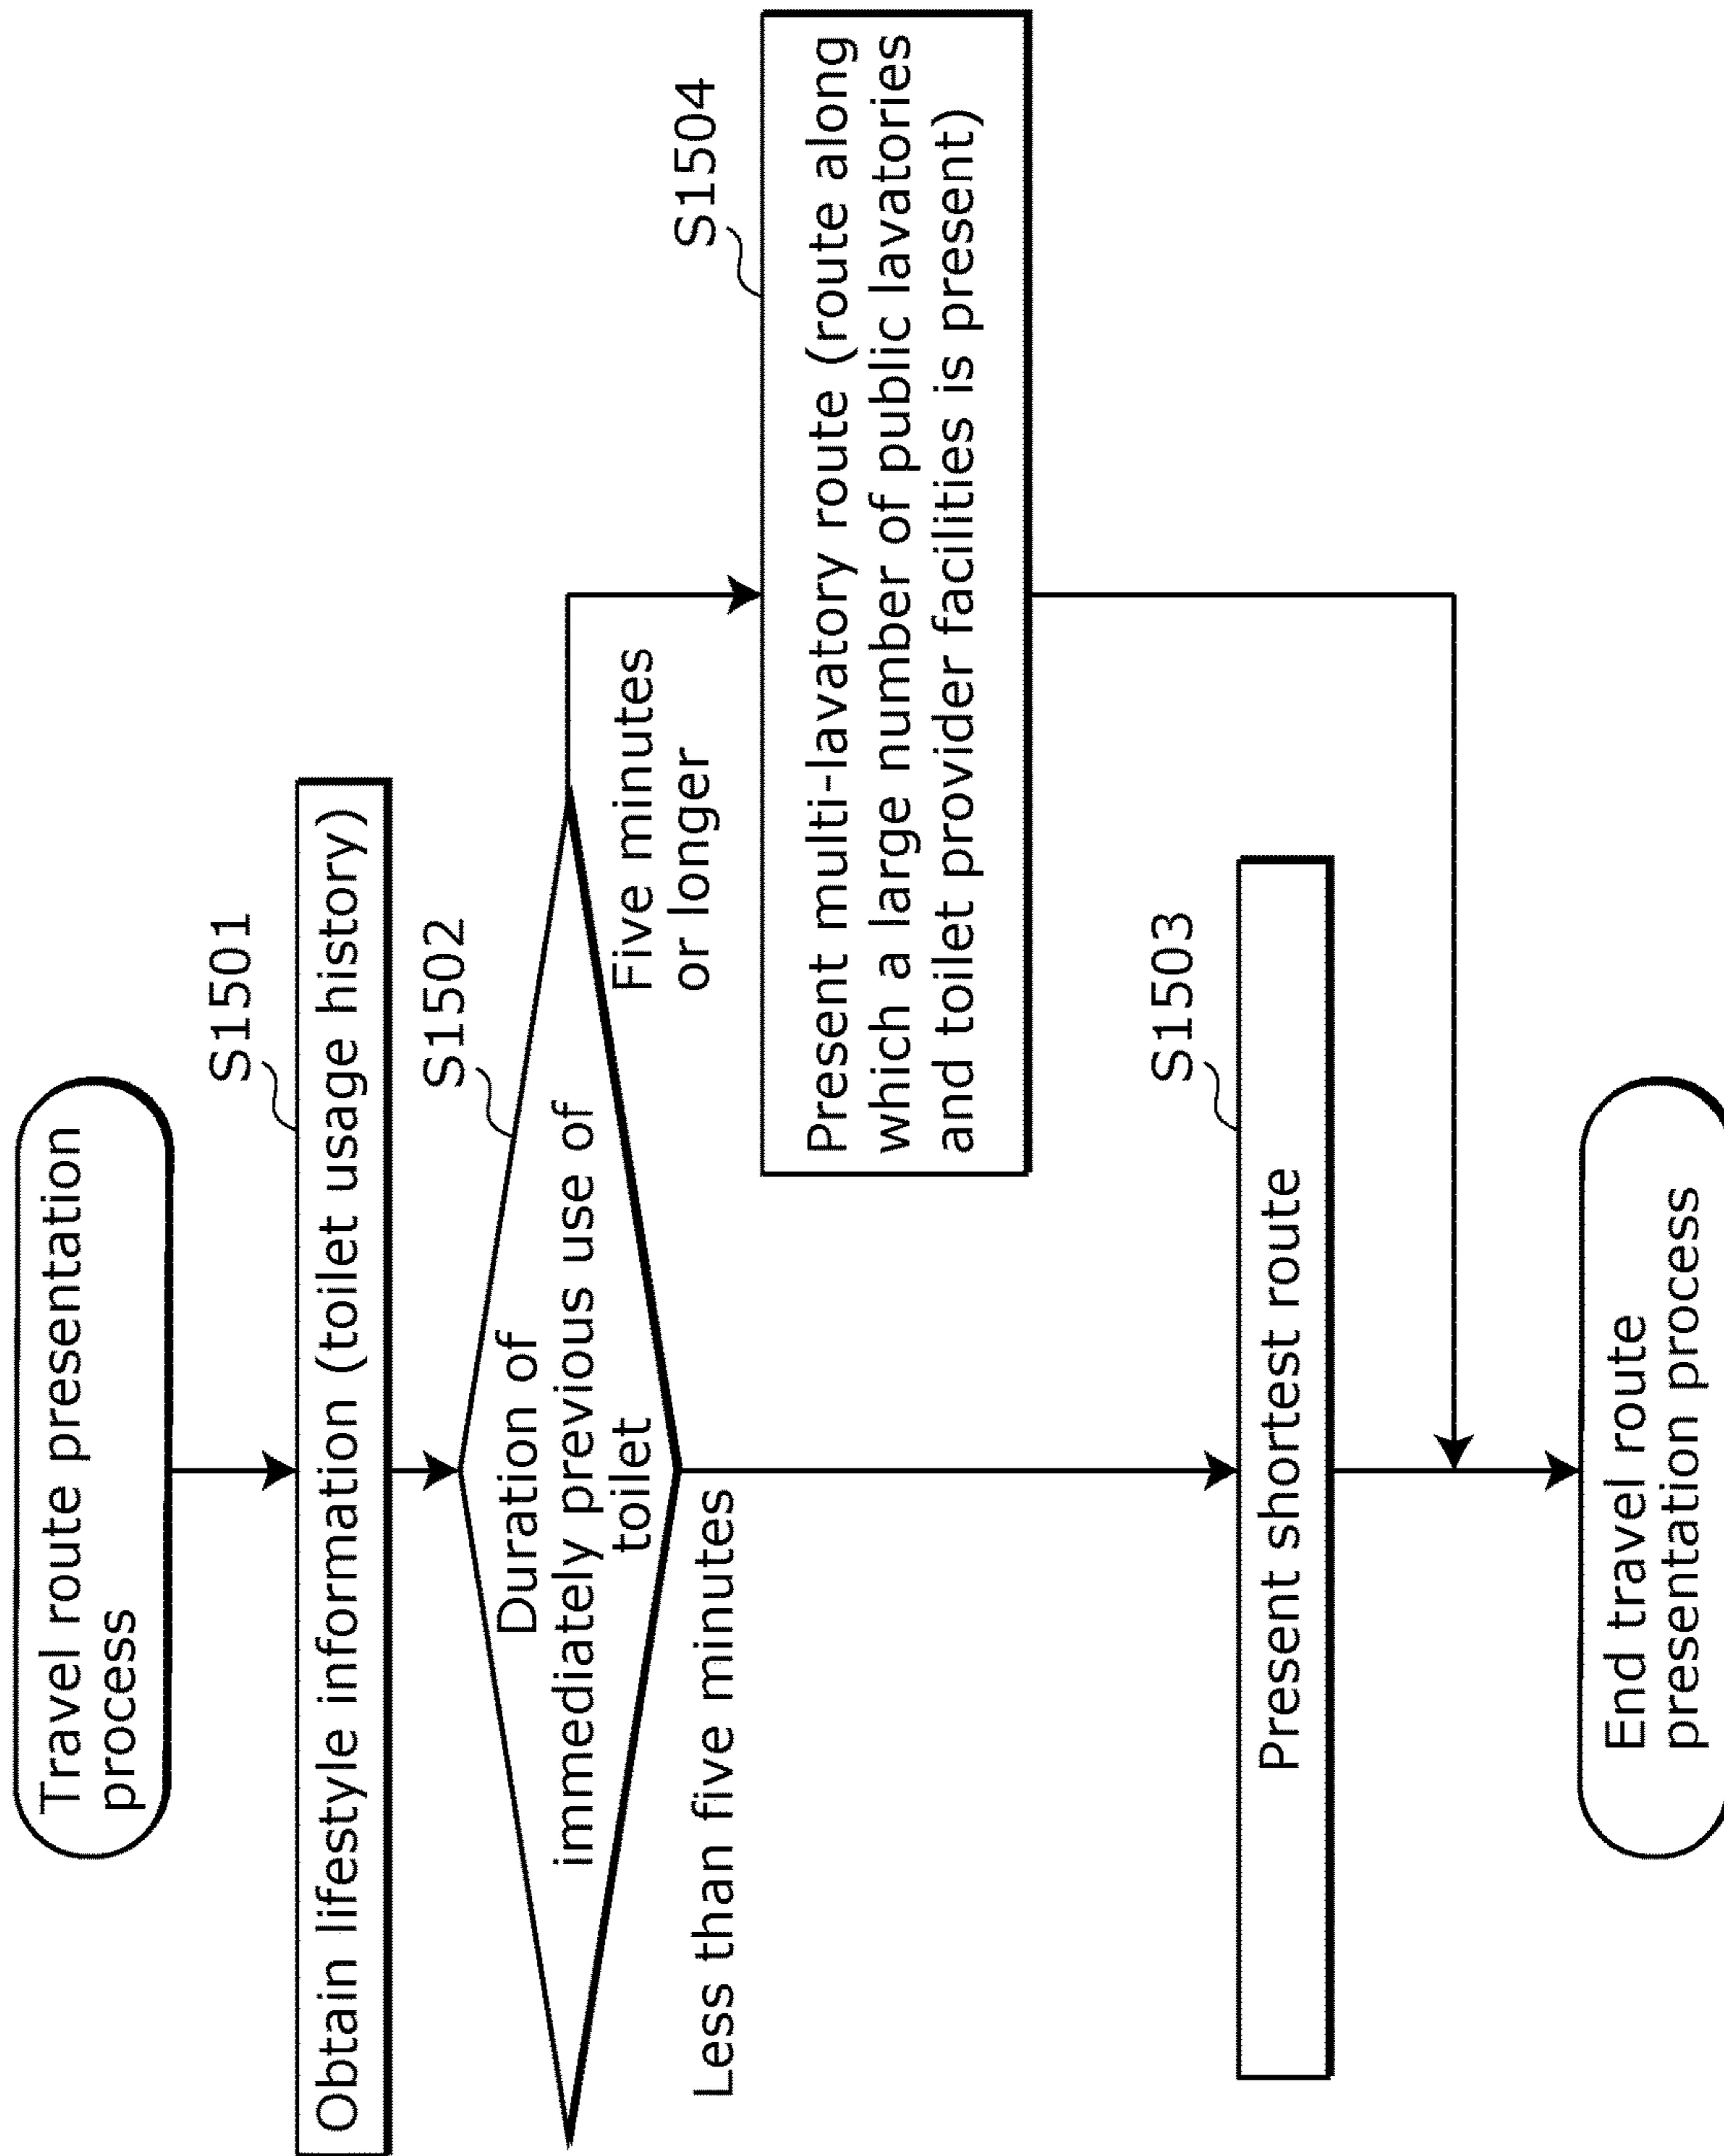 Travel route presentation
process
S1501
Obtain lifestyle information (toilet usage history)
S1502
Duration of
immediately previous use of
toilet
Five minutes
or longer
Less than five minutes
S1504
Present multi-lavatory route (route along
which a large number of public lavatories
and toilet provider facilities is present)
S1503
Present shortest route
End travel route
presentation process